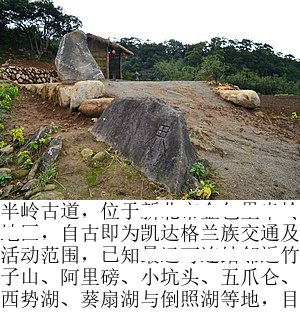 半岭古道，位于
，自古即为凯达格兰族交通及
活动范围，已知
竹
子山、阿里磅、小坑头、五爪仑、
西势湖、葵扇湖与倒照湖等地，目